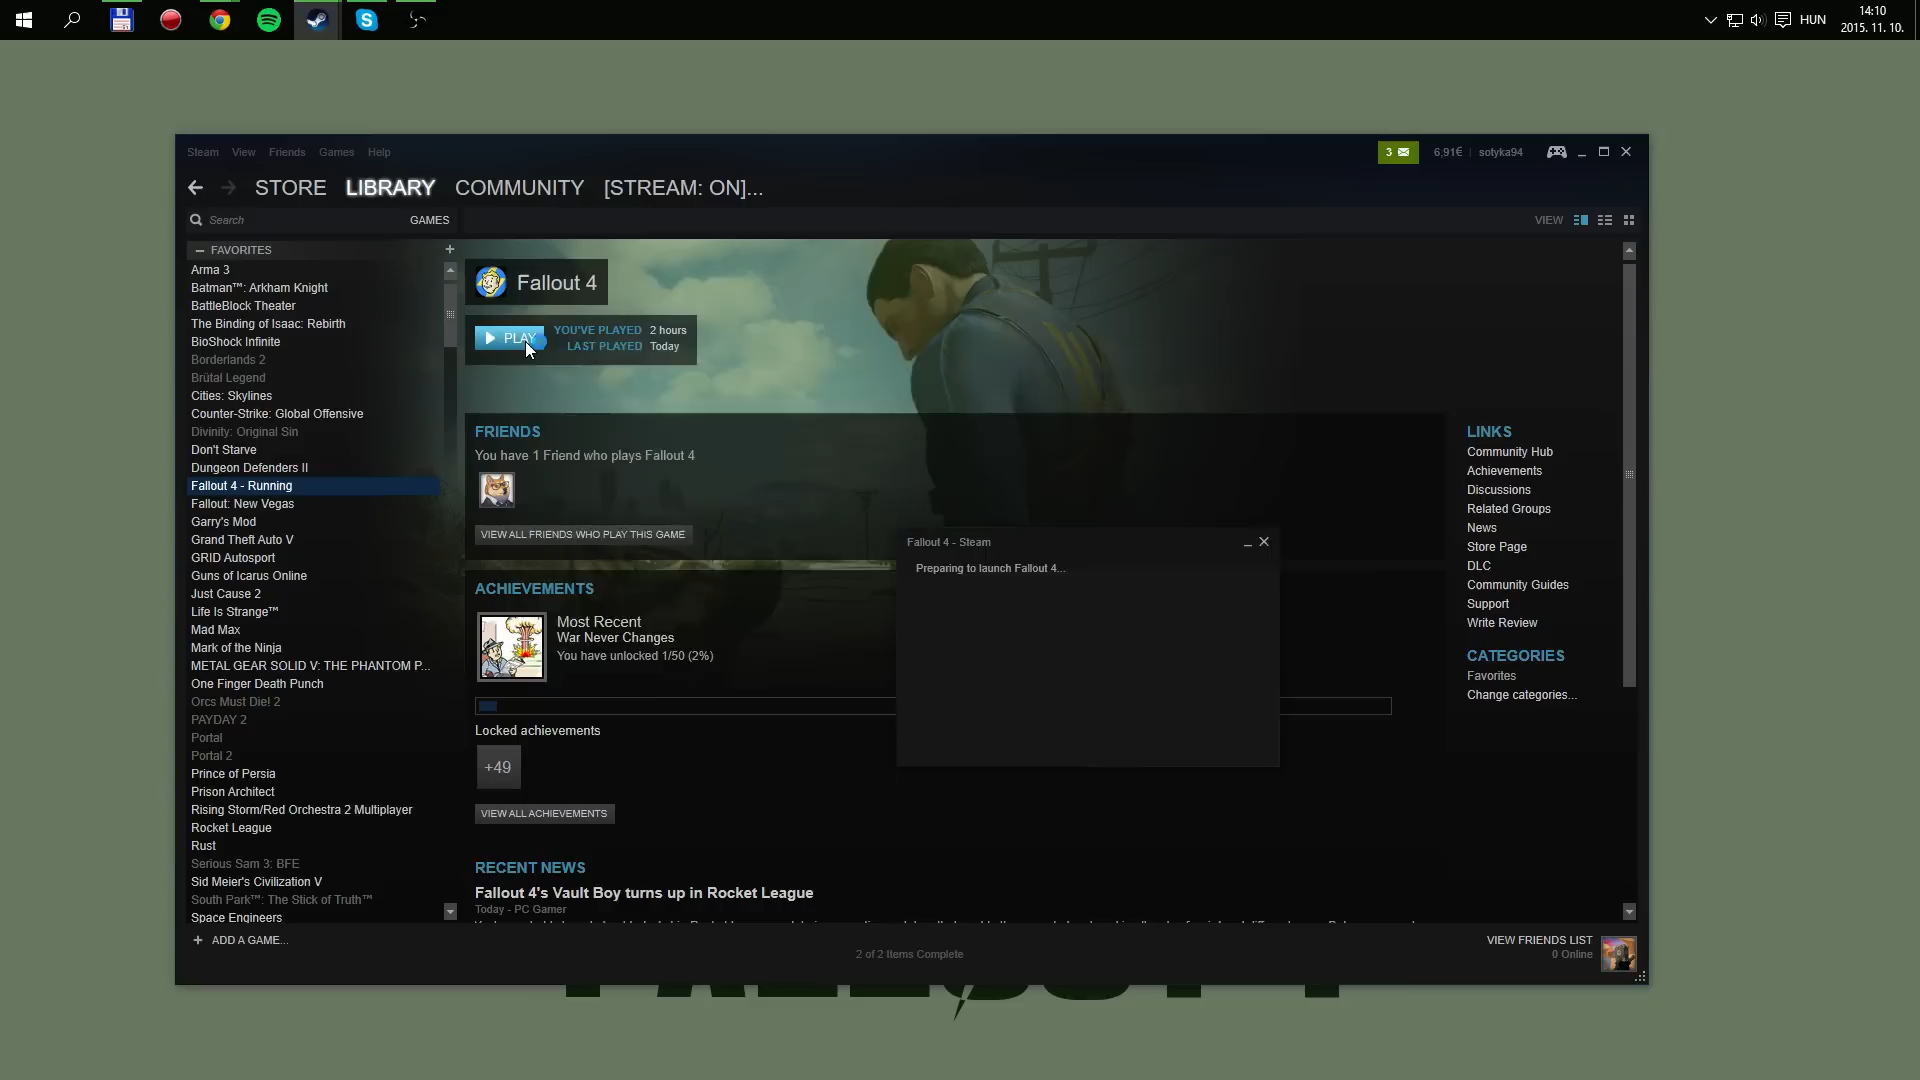 14:10
HUN
2015. 11. 10.
Steam View Friends Games Help
3
6,91€ | sotyka94
STORE LIBRARY COMMUNITY [STREAM: ON]...
Search
GAMES
VIEW
— FAVORITES +
Arma 3
Batman™: Arkham Knight
BattleBlock Theater
The Binding of Isaac: Rebirth
BioShock Infinite
Borderlands 2
Brütal Legend
Cities: Skylines
Counter-Strike: Global Offensive
Divinity: Original Sin
Don't Starve
Dungeon Defenders II
Fallout 4 - Running
Fallout: New Vegas
Garry's Mod
Grand Theft Auto V
GRID Autosport
Guns of Icarus Online
Just Cause 2
Life Is Strange™
Mad Max
Mark of the Ninja
METAL GEAR SOLID V: THE PHANTOM P...
One Finger Death Punch
Orcs Must Die! 2
PAYDAY 2
Portal
Portal 2
Prince of Persia
Prison Architect
Rising Storm/Red Orchestra 2 Multiplayer
Rocket League
Rust
Serious Sam 3: BFE
Sid Meier's Civilization V
South Park™: The Stick of Truth™
Space Engineers
+ ADD A GAME...
Fallout 4
PLAY
YOU'VE PLAYED 2 hours
LAST PLAYED Today
FRIENDS
You have 1 Friend who plays Fallout 4
VIEW ALL FRIENDS WHO PLAY THIS GAME
ACHIEVEMENTS
Most Recent
War Never Changes
You have unlocked 1/50 (2%)
Locked achievements
+49
VIEW ALL ACHIEVEMENTS
RECENT NEWS
Fallout 4's Vault Boy turns up in Rocket League
Today - PC Gamer
Fallout 4 - Steam
Preparing to launch Fallout 4...
LINKS
Community Hub
Achievements
Discussions
Related Groups
News
Store Page
DLC
Community Guides
Support
Write Review
CATEGORIES
Favorites
Change categories...
2 of 2 Items Complete
VIEW FRIENDS LIST
0 Online